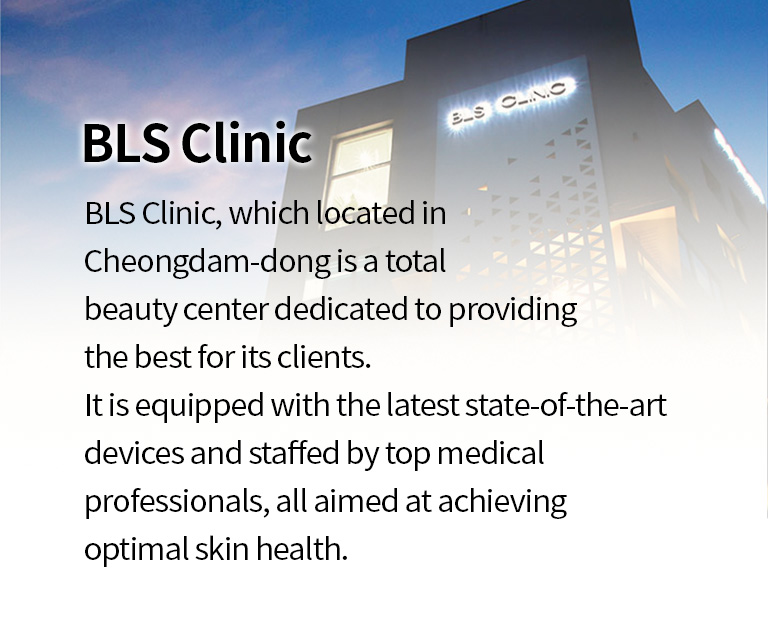 BLS CLINIC
BLS Clinic
BLS Clinic, which located in
Cheongdam-dong is a total
beauty center dedicated to providing
the best for its clients.
It is equipped with the latest state-of-the-art
devices and staffed by top medical
professionals, all aimed at achieving
optimal skin health.